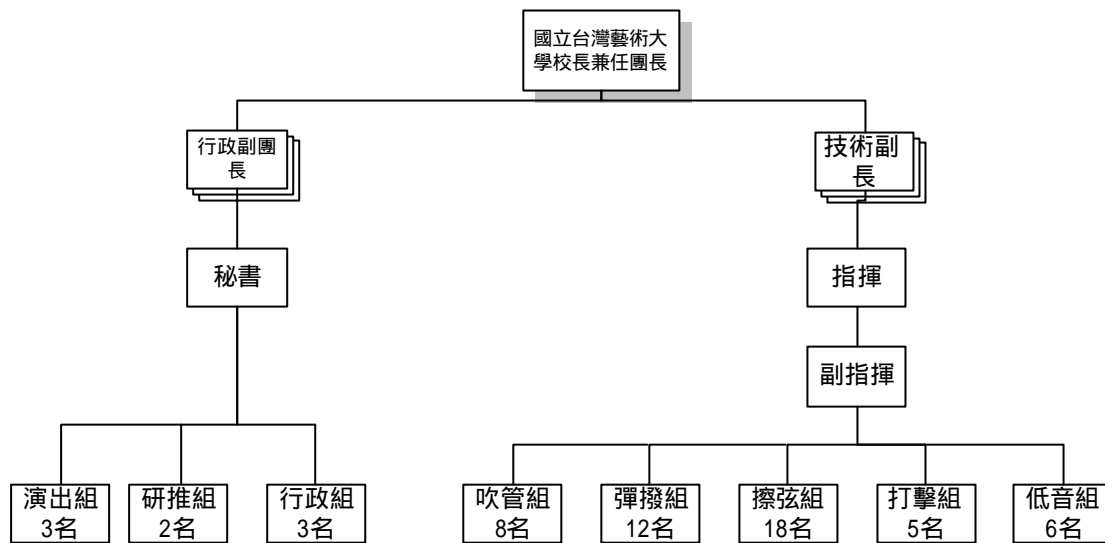 國立台灣藝術大
學校長兼任團長
行政副團
長
技術副
長
秘書
指揮
副指揮
演出組
3名
研推組
2名
行政組
3名
吹管組
8名
彈撥組
12名
擦弦組
18名
打擊組
5名
低音組
6名